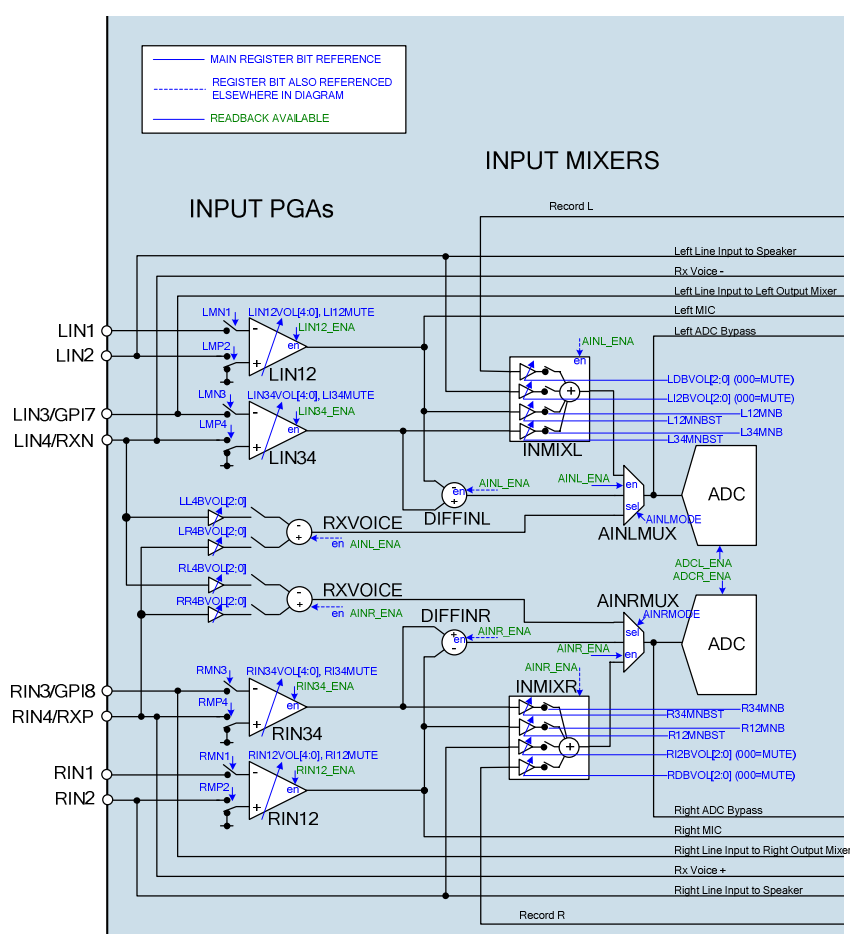 MAIN REGISTER BIT REFERENCE
REGISTER BIT ALSO REFERENCED
ELSEWHERE IN DIAGRAM
READBACK AVAILABLE
INPUT MIXERS
INPUT PGAs
Record L
Left Line Input to Speaker
Rx Voice -
Left Line Input to Left Output Mixer
Left MIC
Left ADC Bypass
LIN1
LIN2
LMN1
LIN12VOL[4:0], LI12MUTE
LIN12_ENA
LMP2
-
+
en
LIN12
AINL_ENA
en
LDBVOL[2:0] (000=MUTE)
LI2BVOL[2:0] (000=MUTE)
L12MNB
L12MNBST
L34MNB
L34MNBST
+
INMIXL
LIN3/GPI7
LIN4/RXN
LMN3
LIN34VOL[4:0], LI34MUTE
LIN34_ENA
LMP4
-
+
en
LIN34
AINL_ENA
-
+
en
DIFFINL
AINL_ENA
en
sel
AINLMODE
AINLMUX
ADC
LL4BVOL[2:0]
LR4BVOL[2:0]
-
+
RXVOICE
en
AINL_ENA
ADCL_ENA
ADCR_ENA
RL4BVOL[2:0]
RR4BVOL[2:0]
-
+
RXVOICE
en
AINR_ENA
DIFFINR
+
-
en
AINR_ENA
AINRMUX
AINRMODE
sel
en
AINR_ENA
ADC
AINR_ENA
INMIXR
R34MNB
R34MNBST
R12MNB
R12MNBST
RI2BVOL[2:0] (000=MUTE)
RDBVOL[2:0] (000=MUTE)
+
RIN3/GPI8
RIN4/RXP
RMN3
RIN34VOL[4:0], RI34MUTE
RIN34_ENA
RMP4
-
+
en
RIN34
RIN1
RIN2
RMN1
RIN12VOL[4:0], RI12MUTE
RIN12_ENA
RMP2
-
+
en
RIN12
Right ADC Bypass
Right MIC
Right Line Input to Right Output Mixer
Rx Voice +
Right Line Input to Speaker
Record R